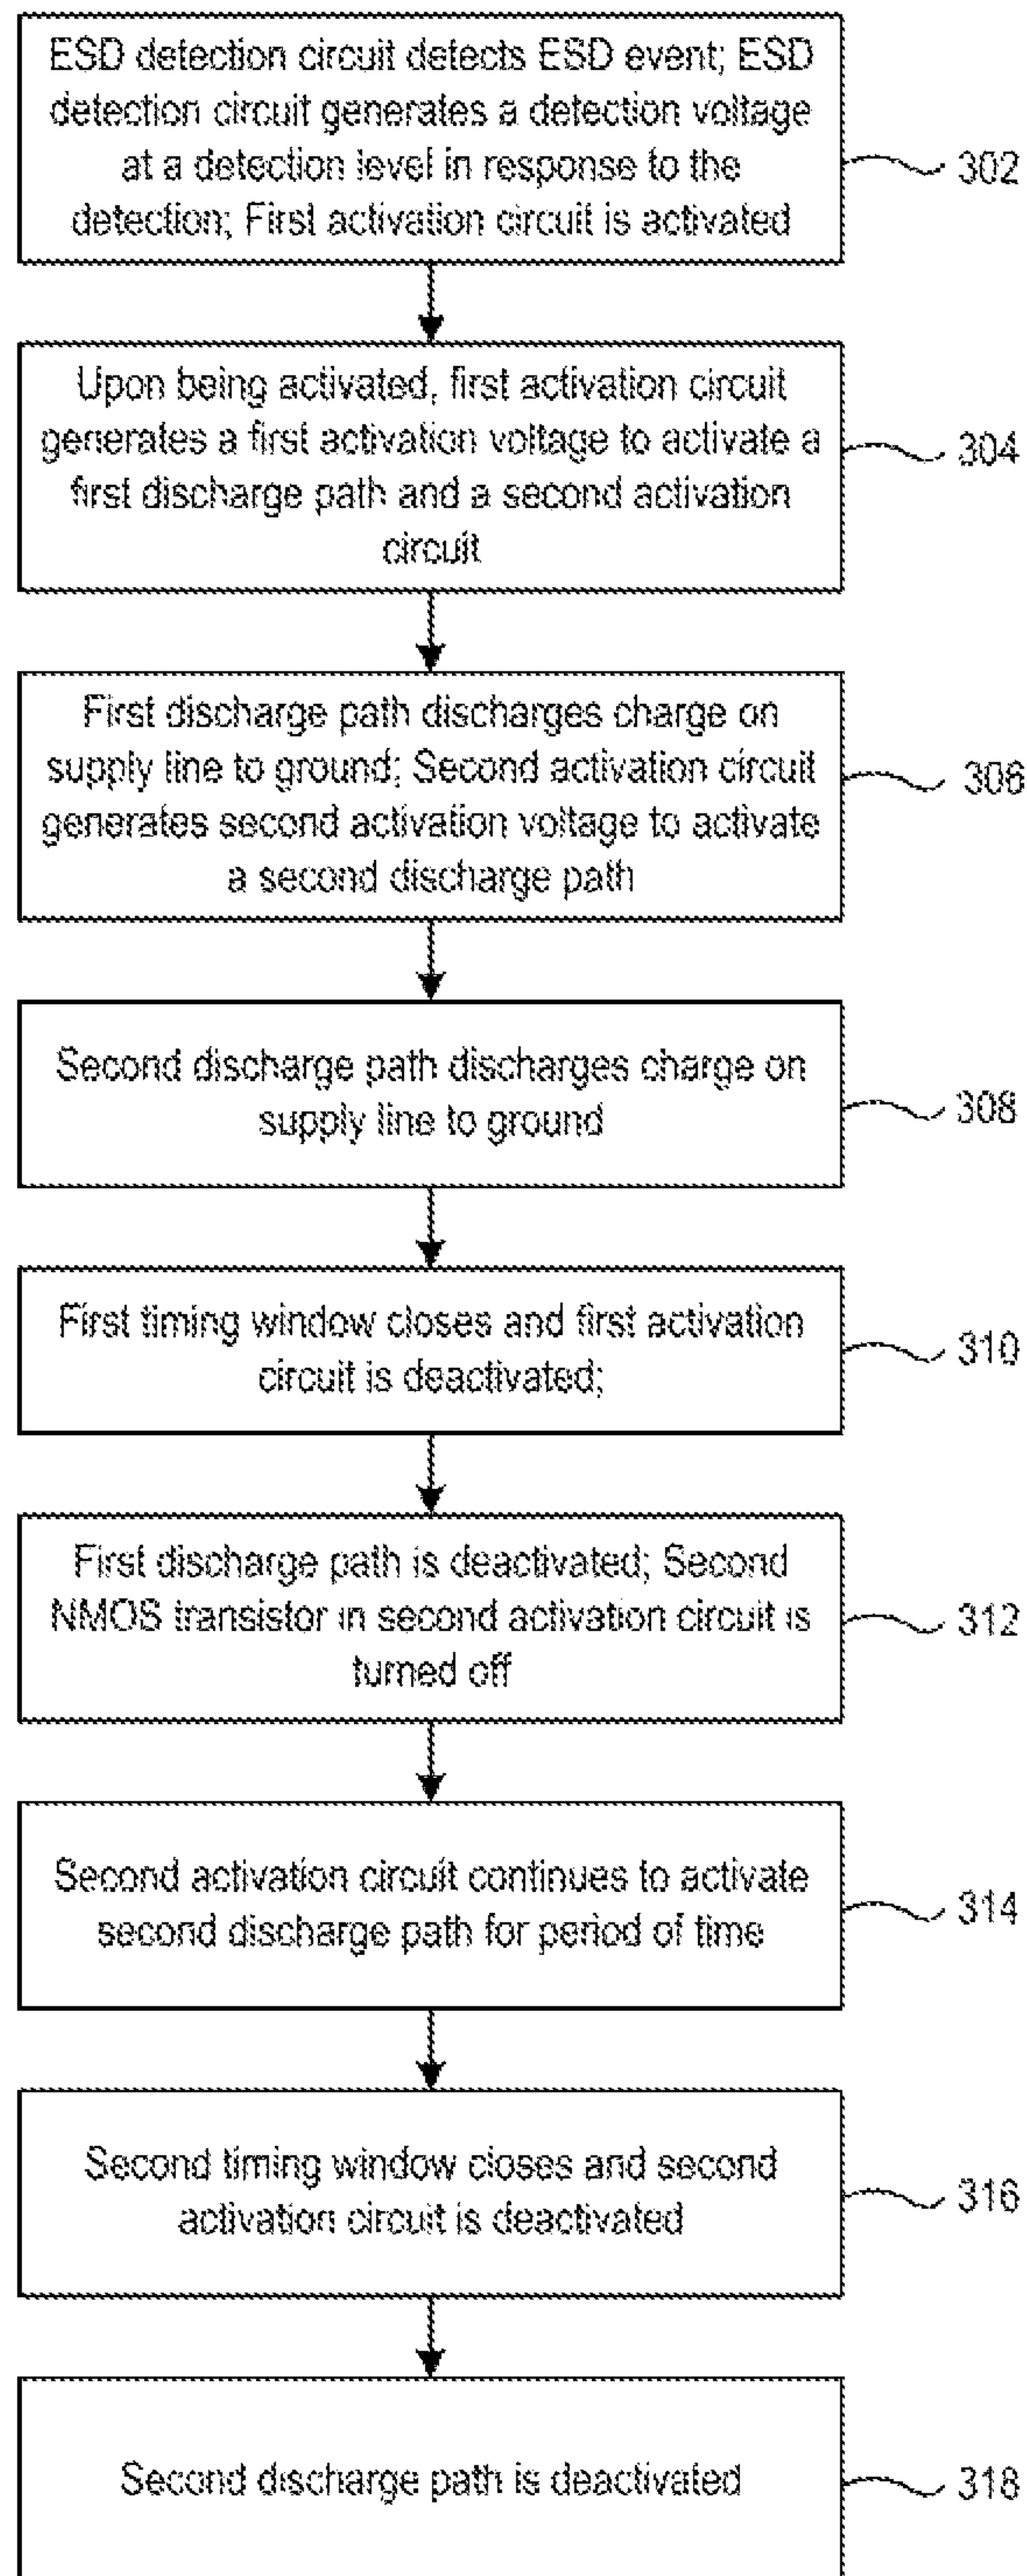 ESD detection circuit detects ESD event; ESD
detection circuit generates a detection voltage
at a detection level in response to the
detection; First activation circuit is activated
302
Upon being activated, first activation circuit
generates a first activation voltage to activate a
first discharge path and a second activation
circuit
304
First discharge path discharges charge on
supply line to ground; Second activation circuit
generates second activation voltage to activate
a second discharge path
306
Second discharge path discharges charge on
supply line to ground
308
First timing window closes and first activation
circuit is deactivated;
310
First discharge path is deactivated; Second
NMOS transistor in second activation circuit is
turned off
312
Second activation circuit continues to activate
second discharge path for period of time
314
Second timing window closes and second
activation circuit is deactivated
316
Second discharge path is deactivated
318